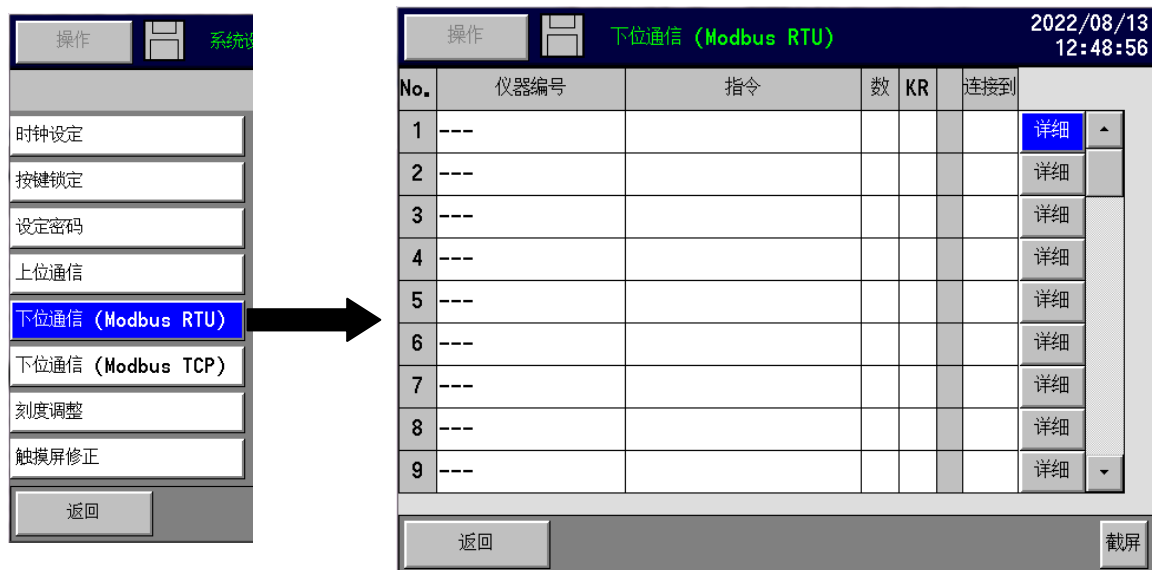 操作 系统设
时钟设定
按键锁定
设定密码
上位通信
下位通信 (Modbus RTU)
下位通信 (Modbus TCP)
刻度调整
触摸屏修正
返回
操作 下位通信 (Modbus RTU) 2022/08/13
12:48:56
No. 仪器编号 指令 数 KR 连接到
1 --- 详细
2 --- 详细
3 --- 详细
4 --- 详细
5 --- 详细
6 --- 详细
7 --- 详细
8 --- 详细
9 --- 详细
返回 截屏